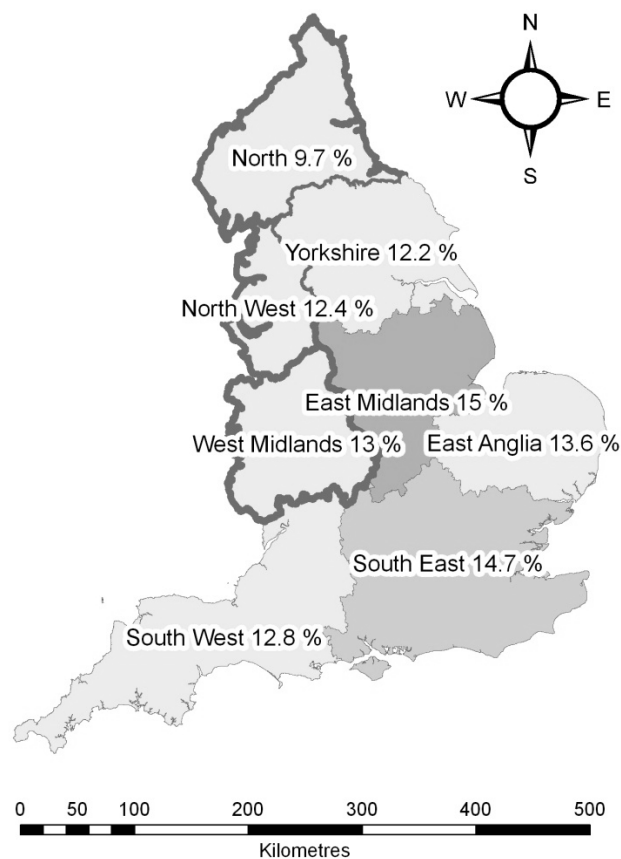 N
W E
S
North 9.7 %
Yorkshire 12.2 %
North West 12.4 %
East Midlands 15 %
West Midlands 13 %
East Anglia 13.6 %
South East 14.7 %
South West 12.8 %
0 50 100 200 300 400 500
Kilometres